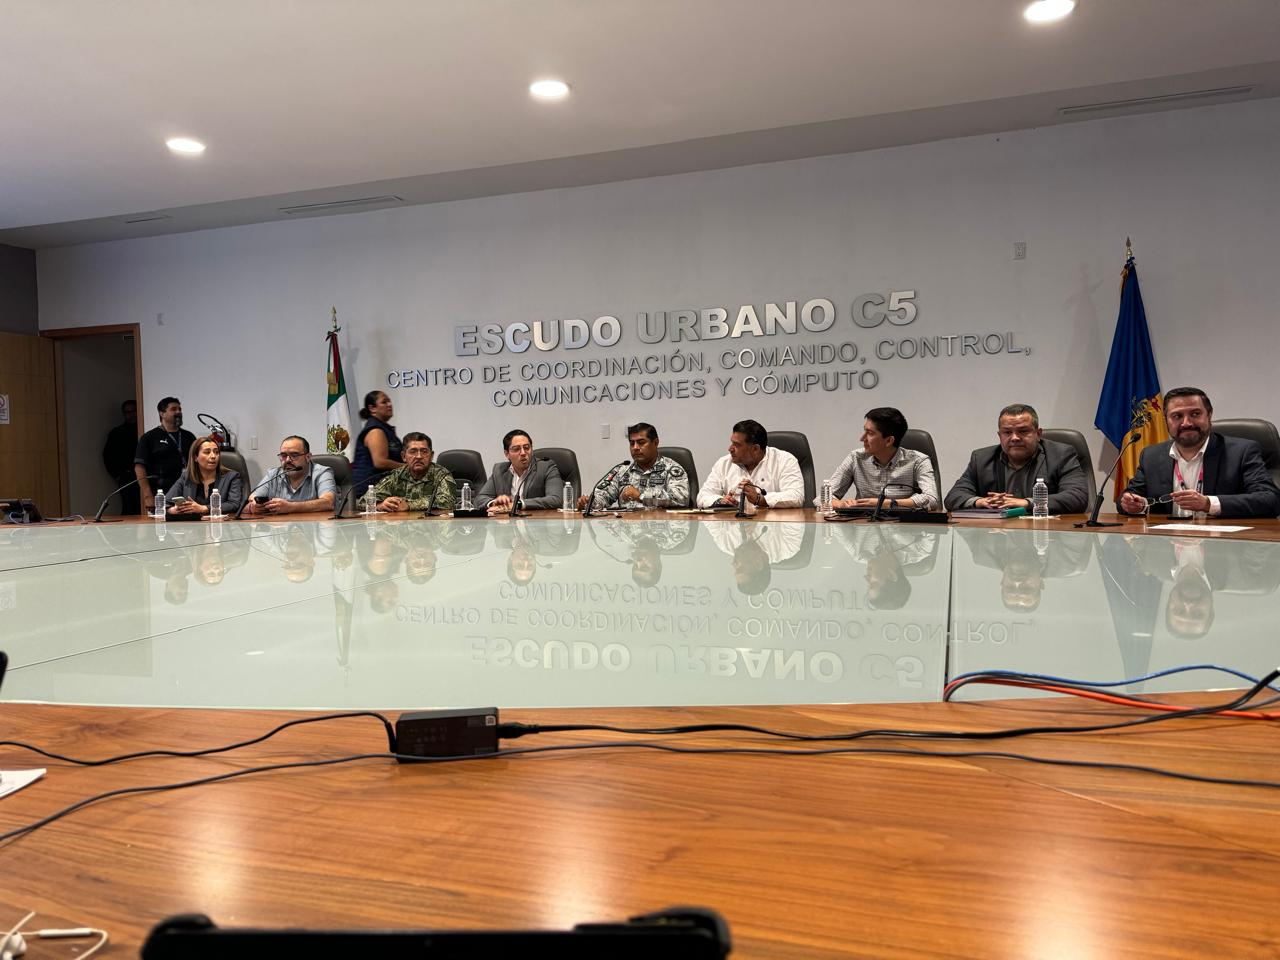 ESCUDO URBANO C5
CENTRO DE COORDINACIÓN, COMANDO, CONTROL,
COMUNICACIONES Y CÓMPUTO